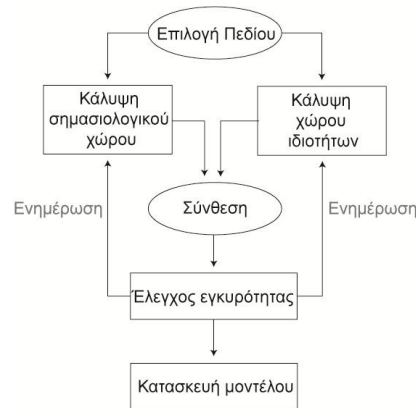 Επιλογή Πεδίου
Κάλυψη
σημασιολογικού
χώρου
Κάλυψη
χώρου
ιδιοτήτων
Ενημέρωση
Σύνθεση
Ενημέρωση
Έλεγχος εγκυρότητας
Κατασκευή μοντέλου